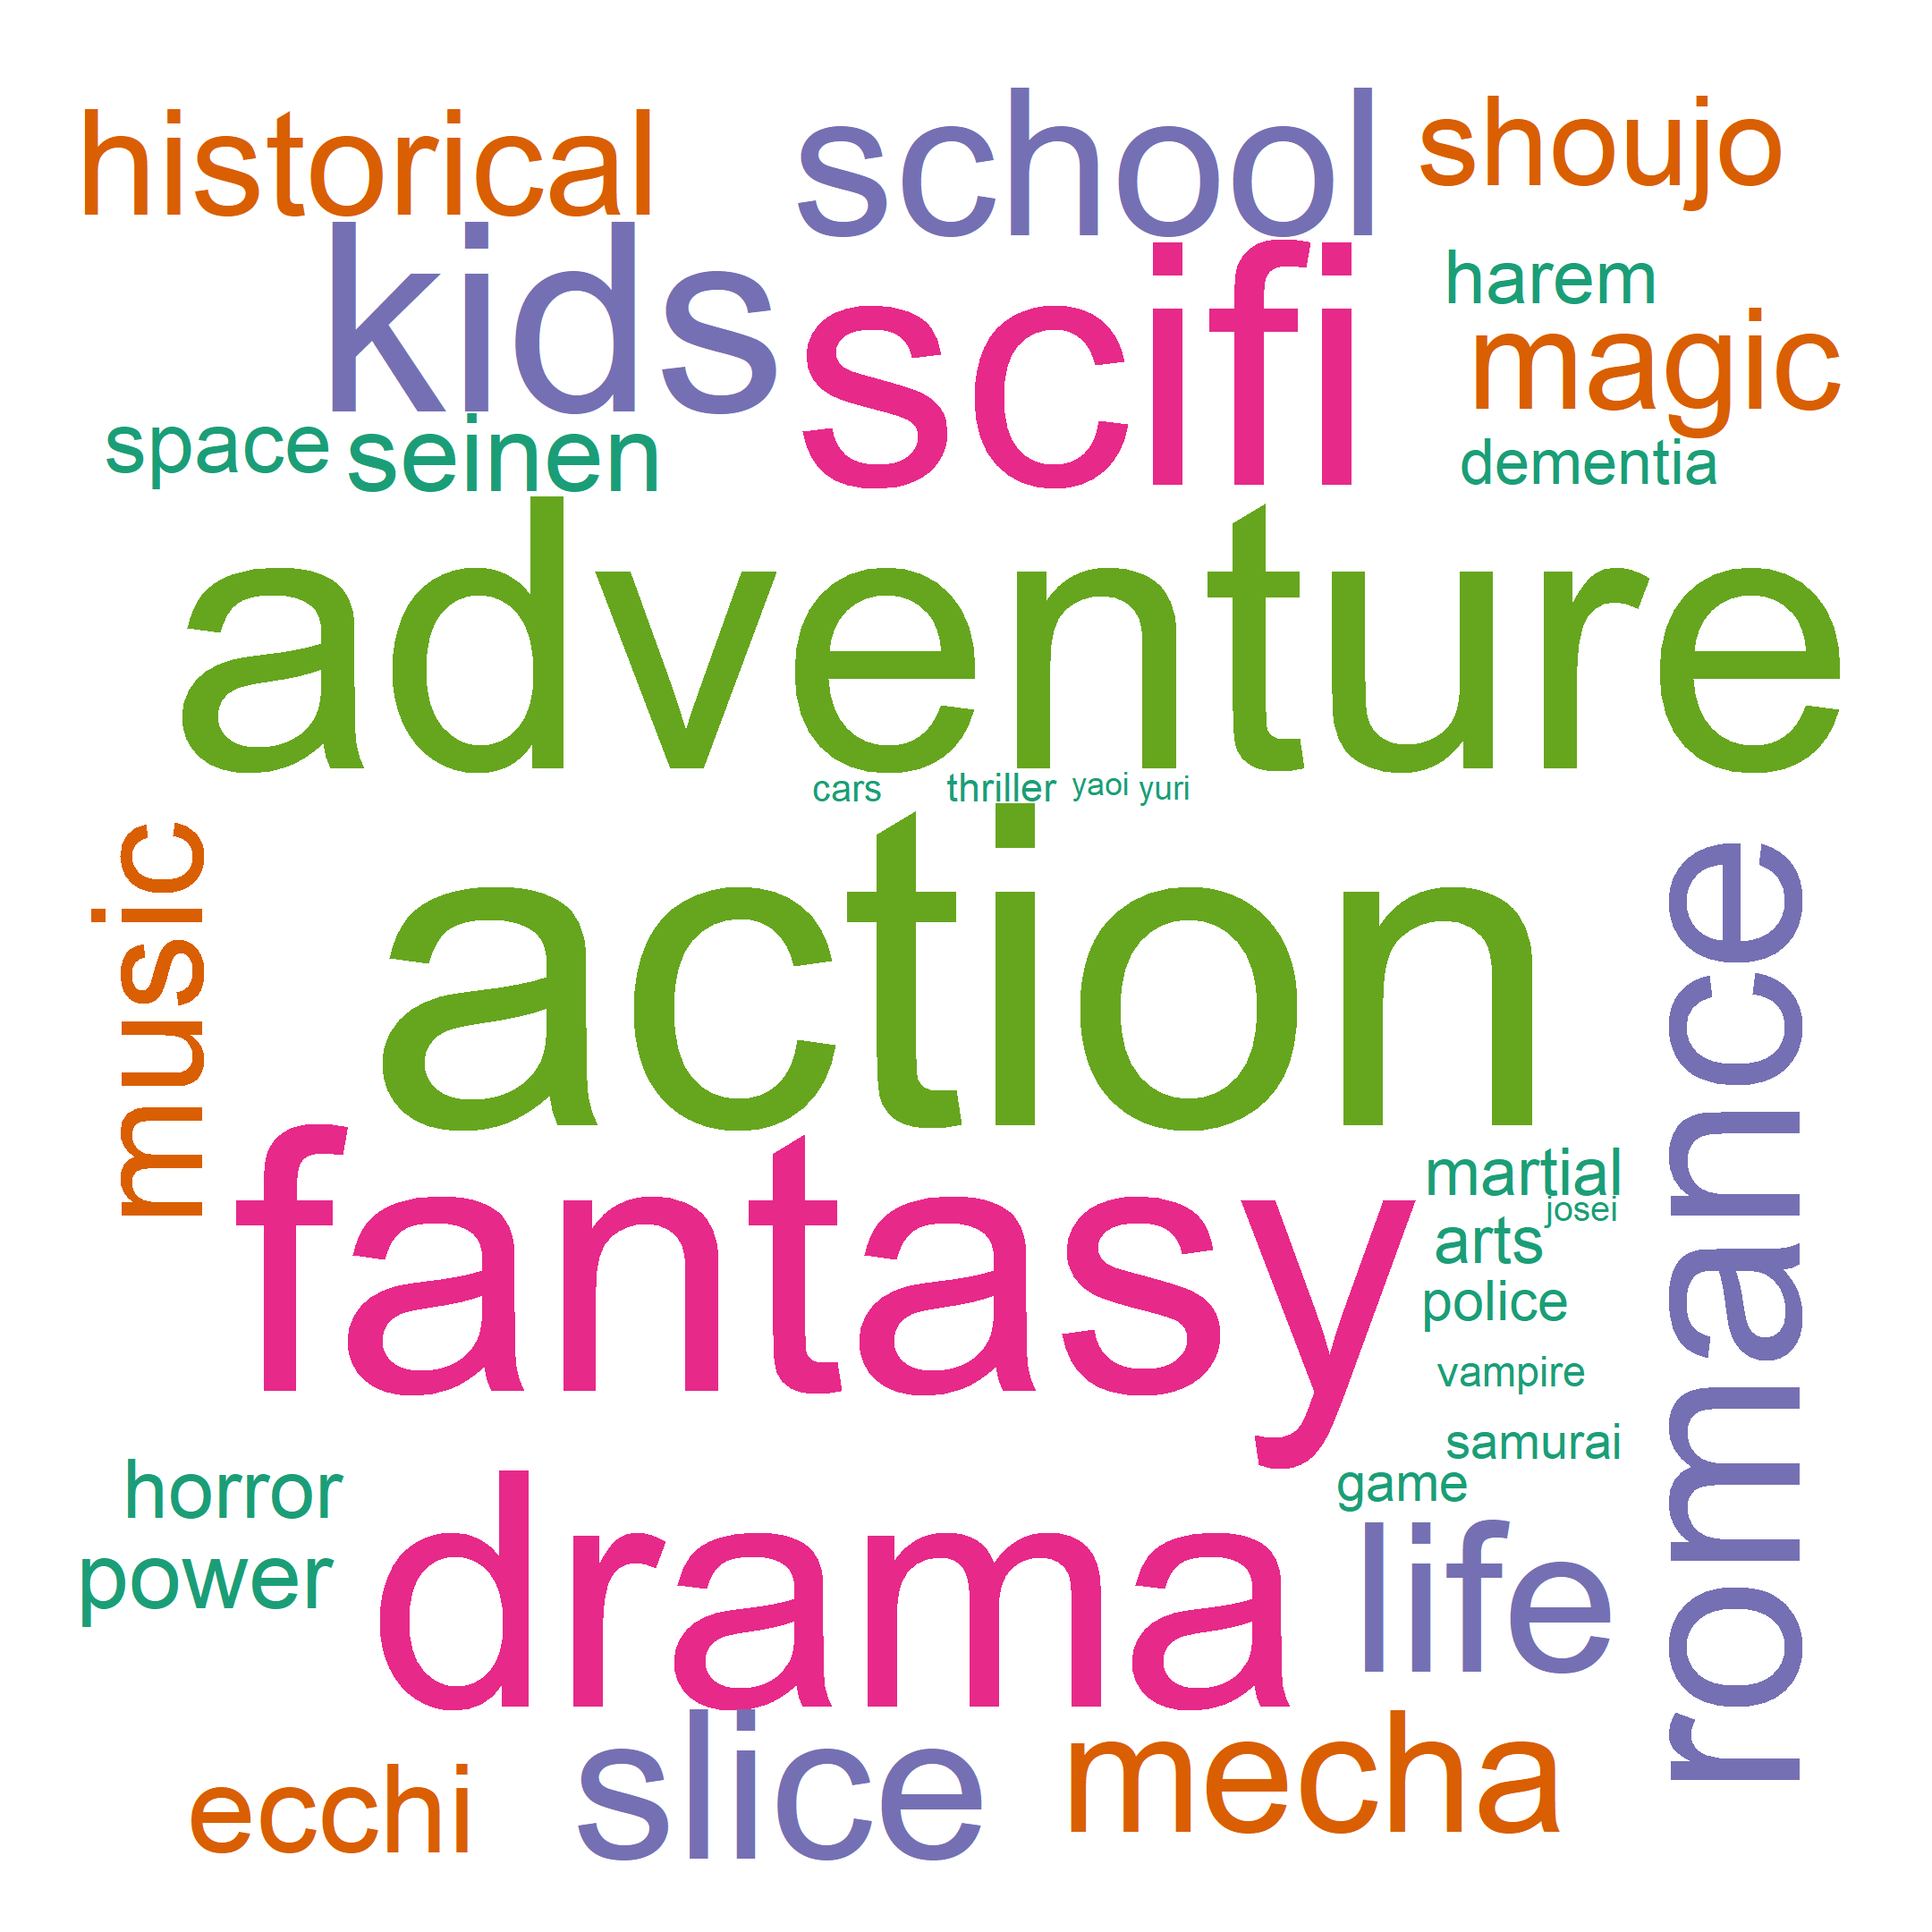 historical
school
shoujo
kids
scifi
harem
magic
space
seinen
dementia
adventure
cars
thriller
yaoi
yuri
music
action
romance
fantasy
martial
josei
arts
police
vampire
samurai
game
horror
power
drama
life
slice
mecha
ecchi